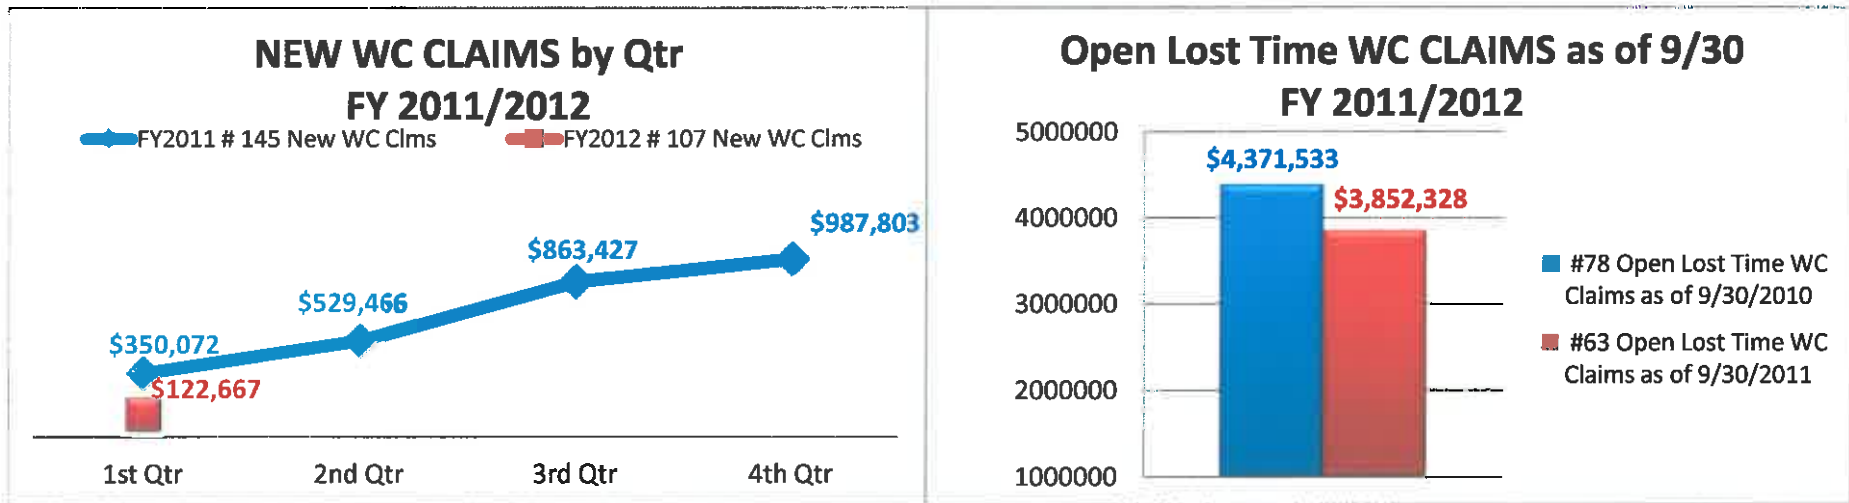 NEW WC CLAIMS by Qtr
FY 2011/2012
FY2011 # 145 New WC Clms
FY2012 # 107 New WC Clms
$350,072
$529,466
$863,427
$987,803
$122,667
1st Qtr
2nd Qtr
3rd Qtr
4th Qtr
Open Lost Time WC CLAIMS as of 9/30
FY 2011/2012
5000000
4000000
3000000
2000000
1000000
$4,371,533
$3,852,328
#78 Open Lost Time WC
Claims as of 9/30/2010
#63 Open Lost Time WC
Claims as of 9/30/2011